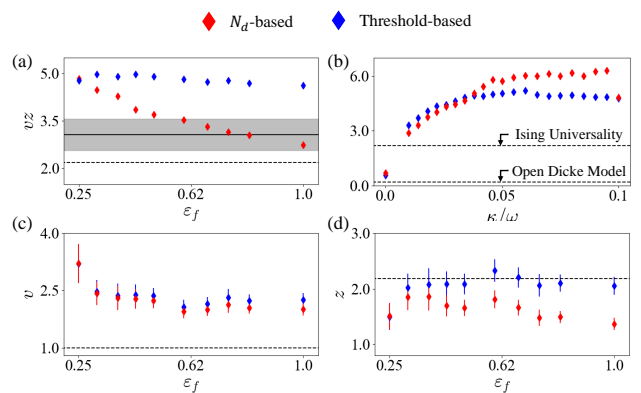 N_d-based Threshold-based
(a)
5.0
3.5
2.0
νz
0.25 0.62 1.0
ε_f
(b)
6.0
3.0
0.0
Ising Universality
Open Dicke Model
0.0 0.05 0.1
κ/ω
(c)
4.0
2.5
1.0
ν
0.25 0.62 1.0
ε_f
(d)
3
2.0
1.0
z
0.25 0.62 1.0
ε_f